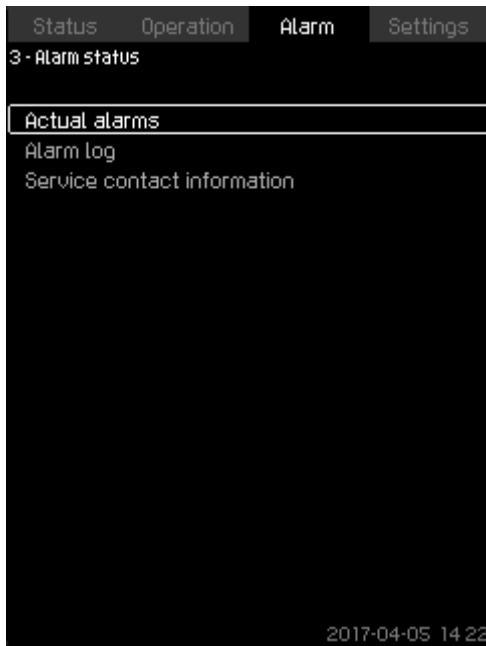 Status Operation Alarm Settings
3 - Alarm status
Actual alarms
Alarm log
Service contact information
2017-04-05 14 22